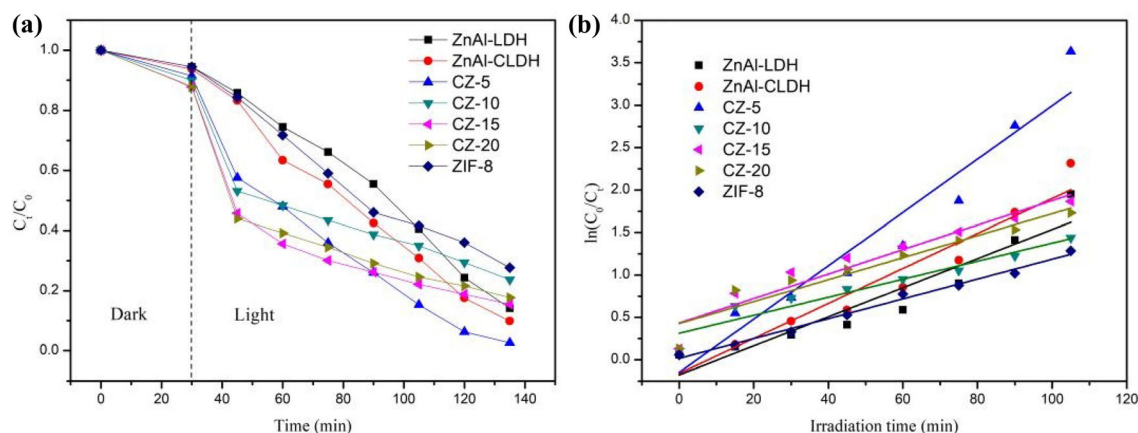 (a)
C_t/C_0
1.0
0.8
0.6
0.4
0.2
0.0
ZnAl-LDH
ZnAl-CLDH
CZ-5
CZ-10
CZ-15
CZ-20
ZIF-8
Dark
Light
0 20 40 60 80 100 120 140
Time (min)
(b)
ln(C_0/C_t)
4.0
3.5
3.0
2.5
2.0
1.5
1.0
0.5
0.0
ZnAl-LDH
ZnAl-CLDH
CZ-5
CZ-10
CZ-15
CZ-20
ZIF-8
0 20 40 60 80 100 120
Irradiation time (min)